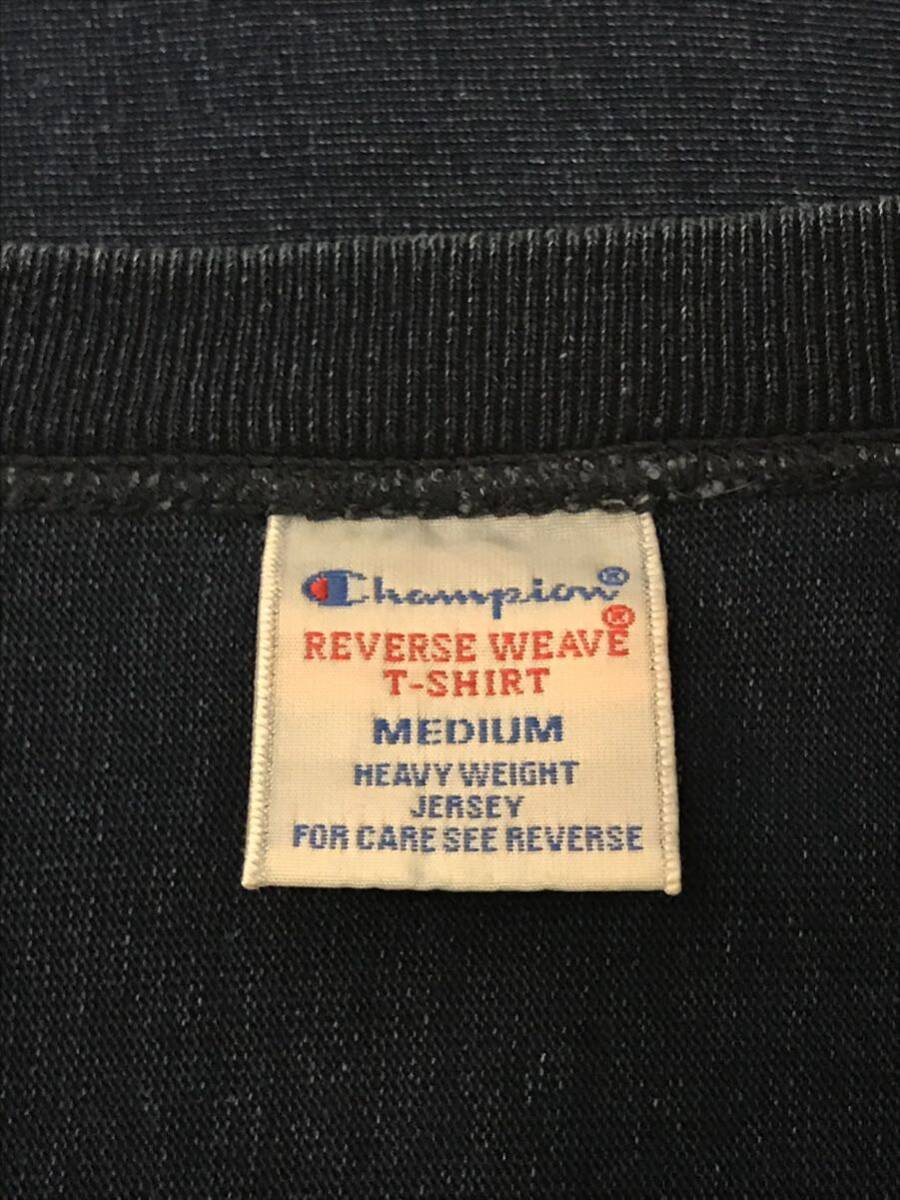 Champion®
REVERSE WEAVE®
T-SHIRT
MEDIUM
HEAVY WEIGHT
JERSEY
FOR CARE SEE REVERSE